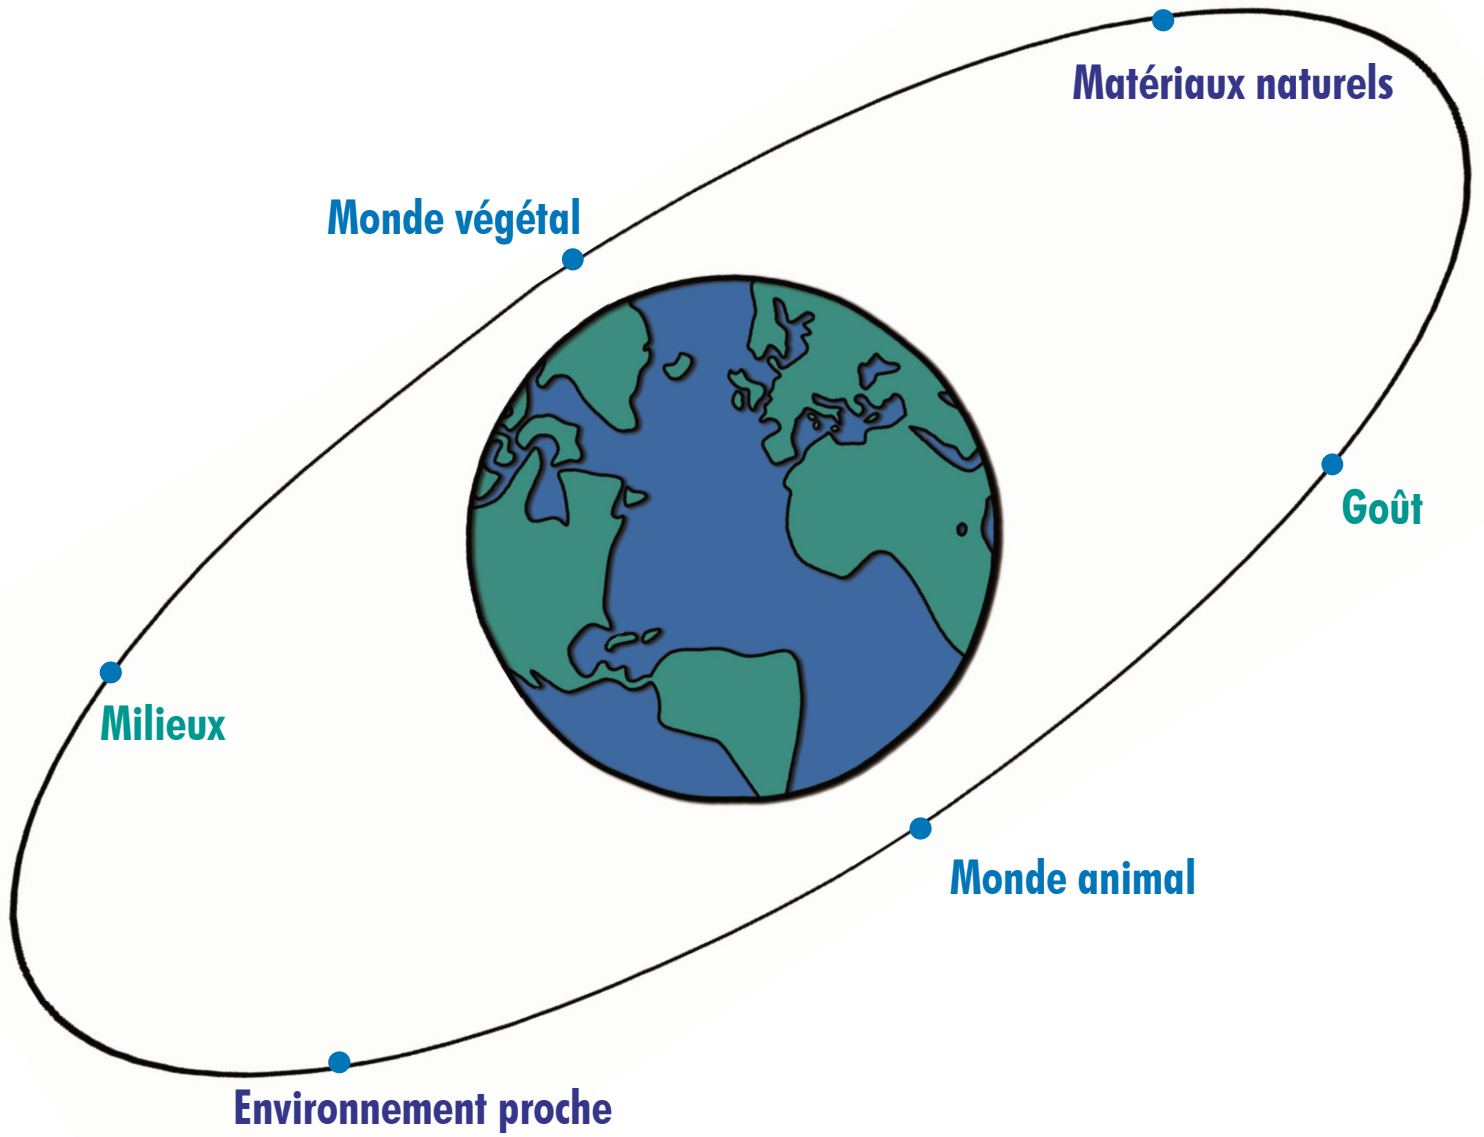 Matériaux naturels
Monde végétal
Goût
Milieux
Monde animal
Environnement proche